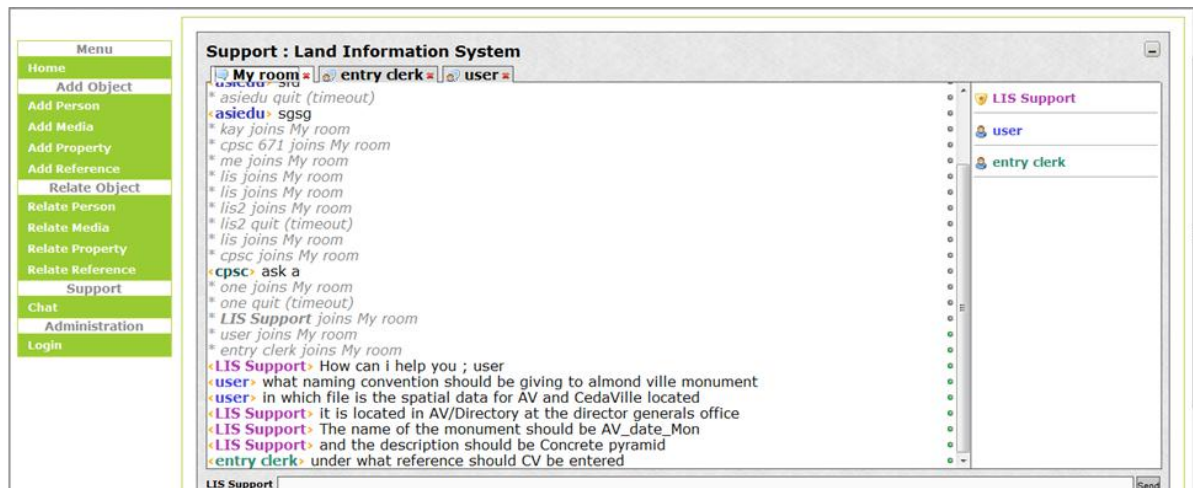 Menu
Home
Add Object
Add Person
Add Media
Add Property
Add Reference
Relate Object
Relate Person
Relate Media
Relate Property
Relate Reference
Support
Chat
Administration
Login
Support : Land Information System
My room entry clerk user
‹asiedu› sfd
* asiedu quit (timeout)
‹asiedu› sgsg
* kay joins My room
* cpsc 671 joins My room
* me joins My room
* lis joins My room
* lis joins My room
* lis2 joins My room
* lis2 quit (timeout)
* lis joins My room
* cpsc joins My room
‹cpsc› ask a
* one joins My room
* one quit (timeout)
* LIS Support joins My room
* user joins My room
* entry clerk joins My room
‹LIS Support› How can i help you ; user
‹user› what naming convention should be giving to almond ville monument
‹user› in which file is the spatial data for AV and CedaVille located
‹LIS Support› it is located in AV/Directory at the director generals office
‹LIS Support› The name of the monument should be AV_date_Mon
‹LIS Support› and the description should be Concrete pyramid
‹entry clerk› under what reference should CV be entered
LIS Support
user
entry clerk
LIS Support
Send